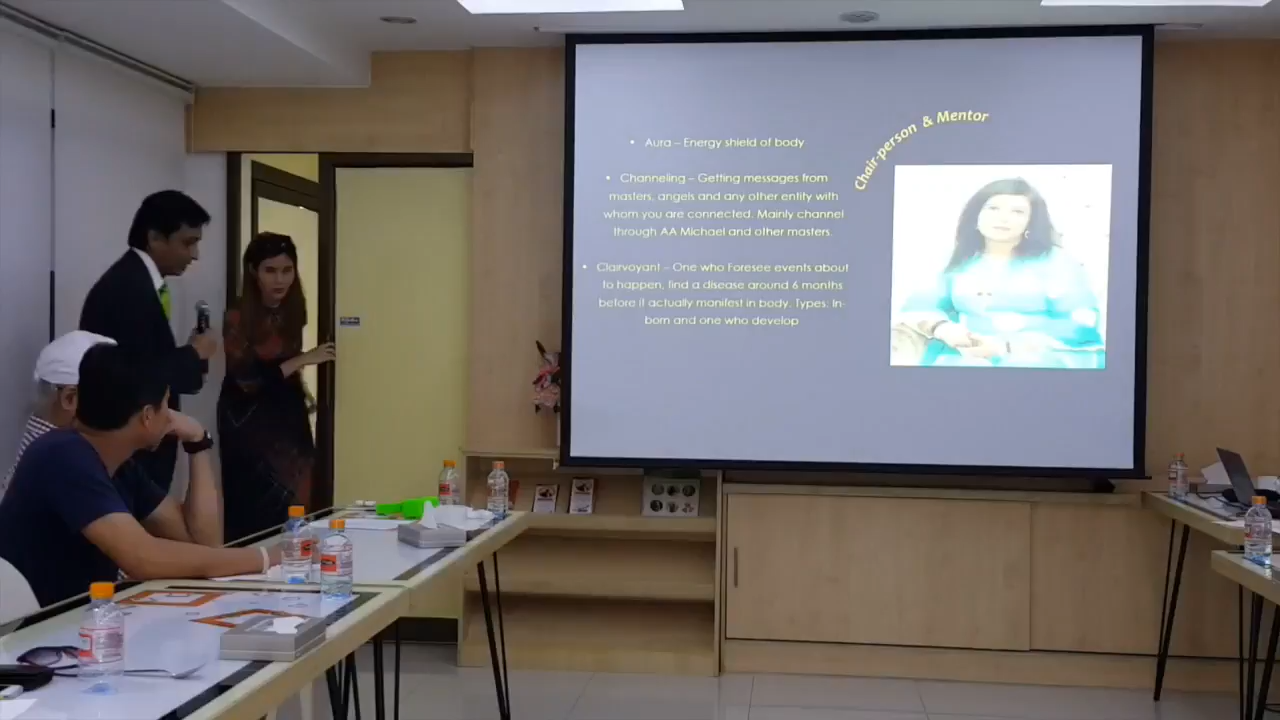 Chair-person & Mentor
• Aura – Energy shield of body
• Channeling – Getting messages from
masters, angels and any other entity with
whom you are connected. Mainly channel
through AA Michael and other masters.
• Clairvoyant – One who Foresee events about
to happen, find a disease around 6 months
before it actually manifest in body. Types: In-
born and one who develop